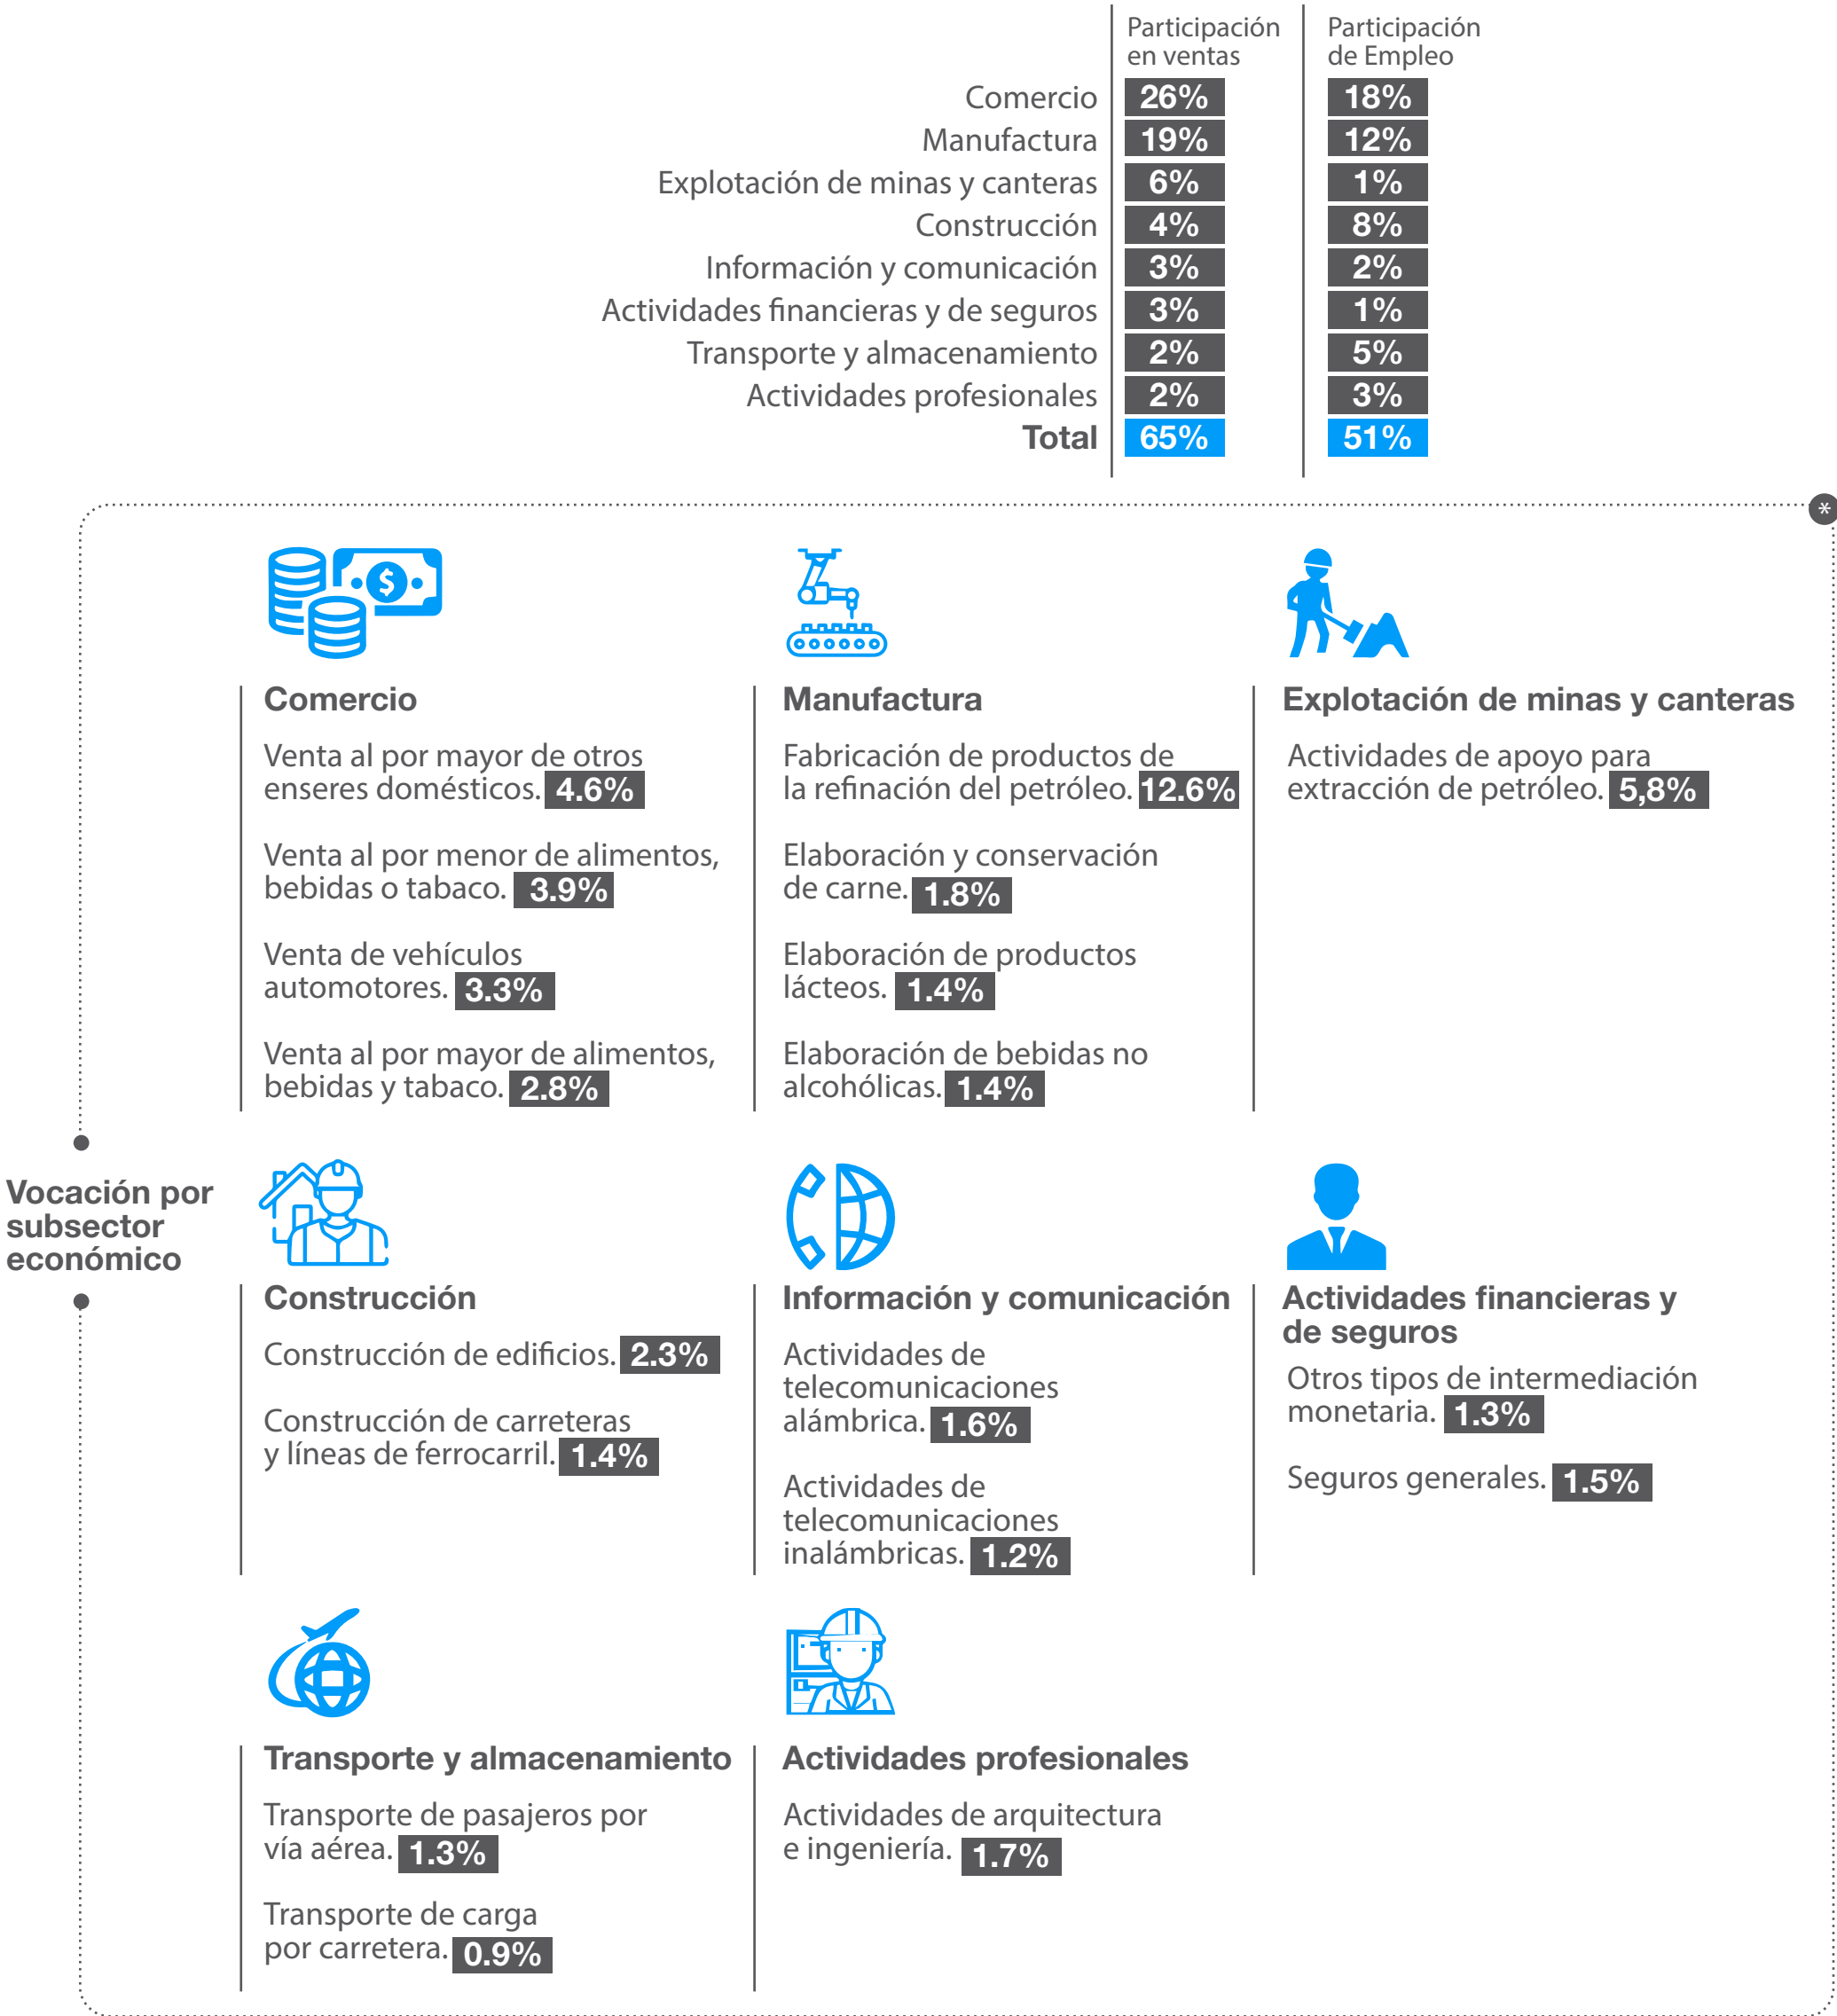 Participación
en ventas
Participación
de Empleo
Comercio 26% 18%
Manufactura 19% 12%
Explotación de minas y canteras 6% 1%
Construcción 4% 8%
Información y comunicación 3% 2%
Actividades financieras y de seguros 3% 1%
Transporte y almacenamiento 2% 5%
Actividades profesionales 2% 3%
Total 65% 51%
*
Vocación por
subsector
económico
Comercio
Venta al por mayor de otros
enseres domésticos. 4.6%
Venta al por menor de alimentos,
bebidas o tabaco. 3.9%
Venta de vehículos
automotores. 3.3%
Venta al por mayor de alimentos,
bebidas y tabaco. 2.8%
Manufactura
Fabricación de productos de
la refinación del petróleo. 12.6%
Elaboración y conservación
de carne. 1.8%
Elaboración de productos
lácteos. 1.4%
Elaboración de bebidas no
alcohólicas. 1.4%
Explotación de minas y canteras
Actividades de apoyo para
extracción de petróleo. 5,8%
Construcción
Construcción de edificios. 2.3%
Construcción de carreteras
y líneas de ferrocarril. 1.4%
Información y comunicación
Actividades de
telecomunicaciones
alámbrica. 1.6%
Actividades de
telecomunicaciones
inalámbricas. 1.2%
Actividades financieras y
de seguros
Otros tipos de intermediación
monetaria. 1.3%
Seguros generales. 1.5%
Transporte y almacenamiento
Transporte de pasajeros por
vía aérea. 1.3%
Transporte de carga
por carretera. 0.9%
Actividades profesionales
Actividades de arquitectura
e ingeniería. 1.7%